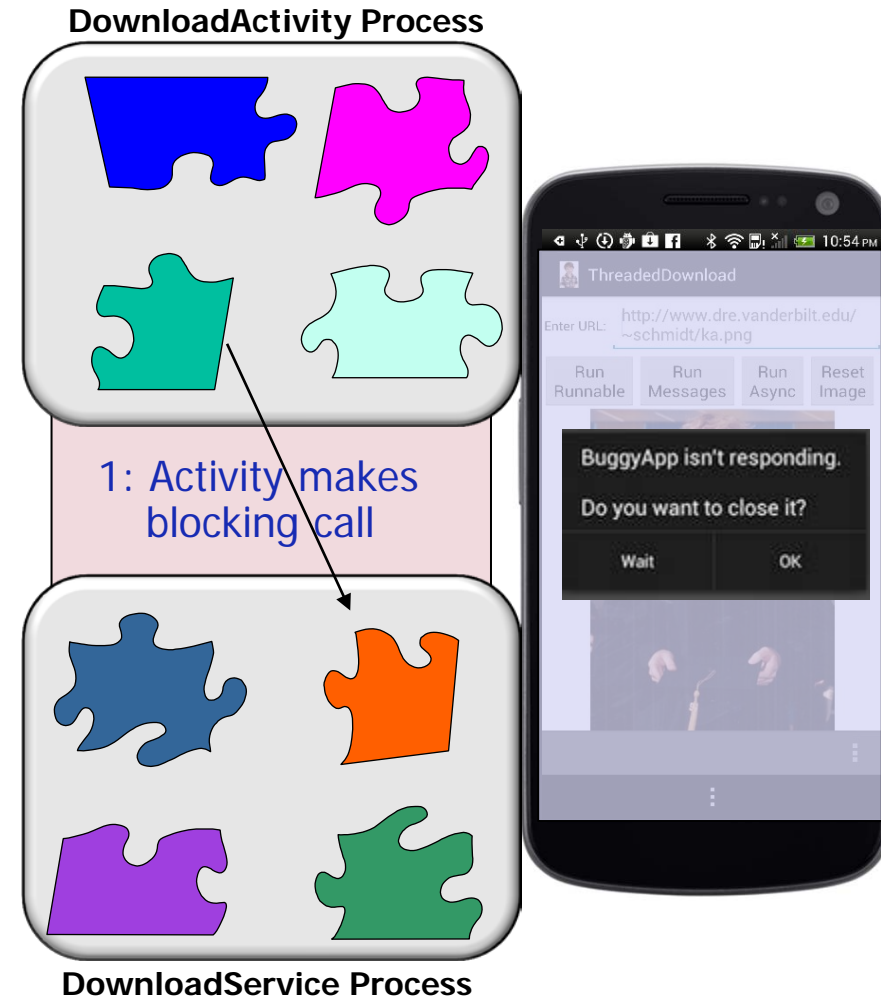 DownloadActivity Process
1: Activity makes
blocking call
DownloadService Process
10:54 PM
ThreadedDownload
Enter URL:
http://www.dre.vanderbilt.edu/
~schmidt/ka.png
Run
Runnable
Run
Messages
Run
Async
Reset
Image
BuggyApp isn't responding.
Do you want to close it?
Wait
OK